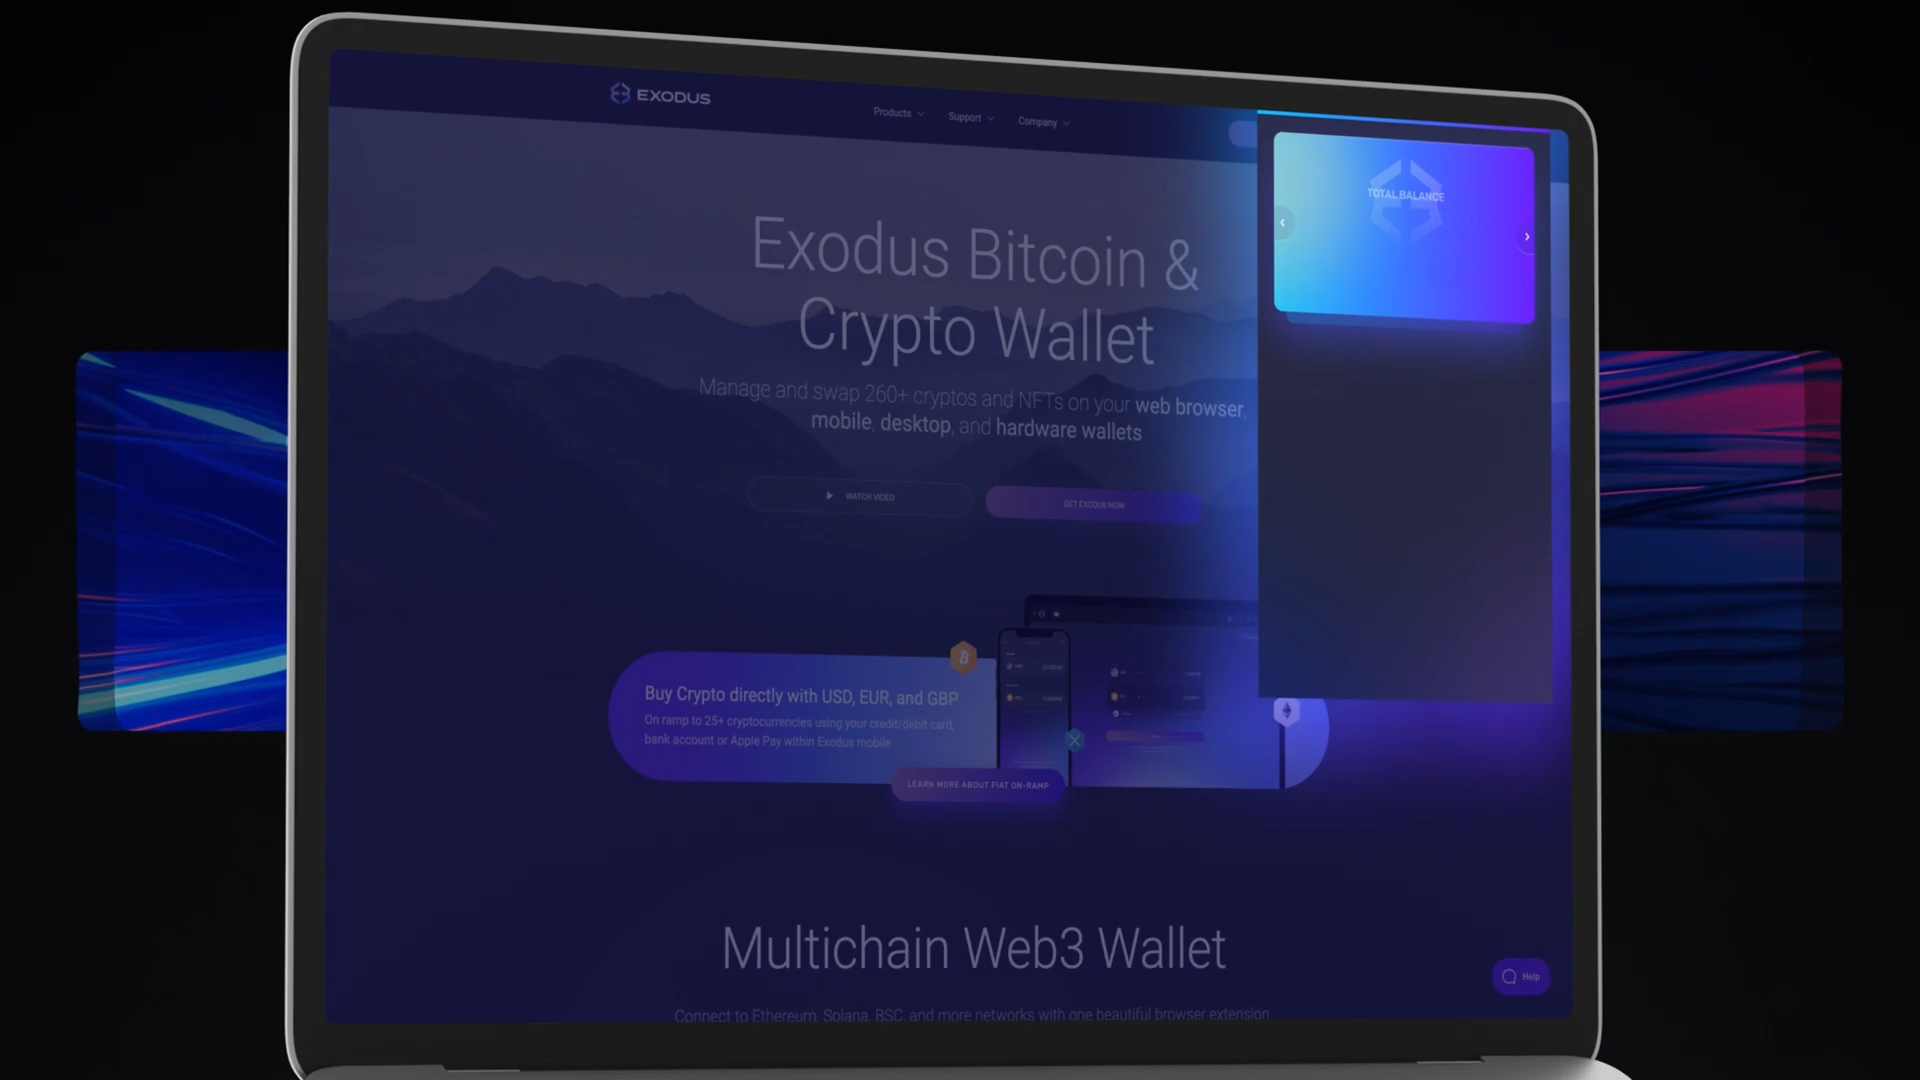 EXODUS
Products
Support
Company
TOTAL BALANCE
Exodus Bitcoin &
Crypto Wallet
Manage and swap 260+ cryptos and NFTs on your web browser,
mobile, desktop, and hardware wallets
WATCH VIDEO
GET EXODUS NOW
Buy Crypto directly with USD, EUR, and GBP
On ramp to 25+ cryptocurrencies using your credit/debit card,
bank account or Apple Pay within Exodus mobile
LEARN MORE ABOUT FIAT ON-RAMP
Multichain Web3 Wallet
Help
Connect to Ethereum, Solana, BSC, and more networks with one beautiful browser extension